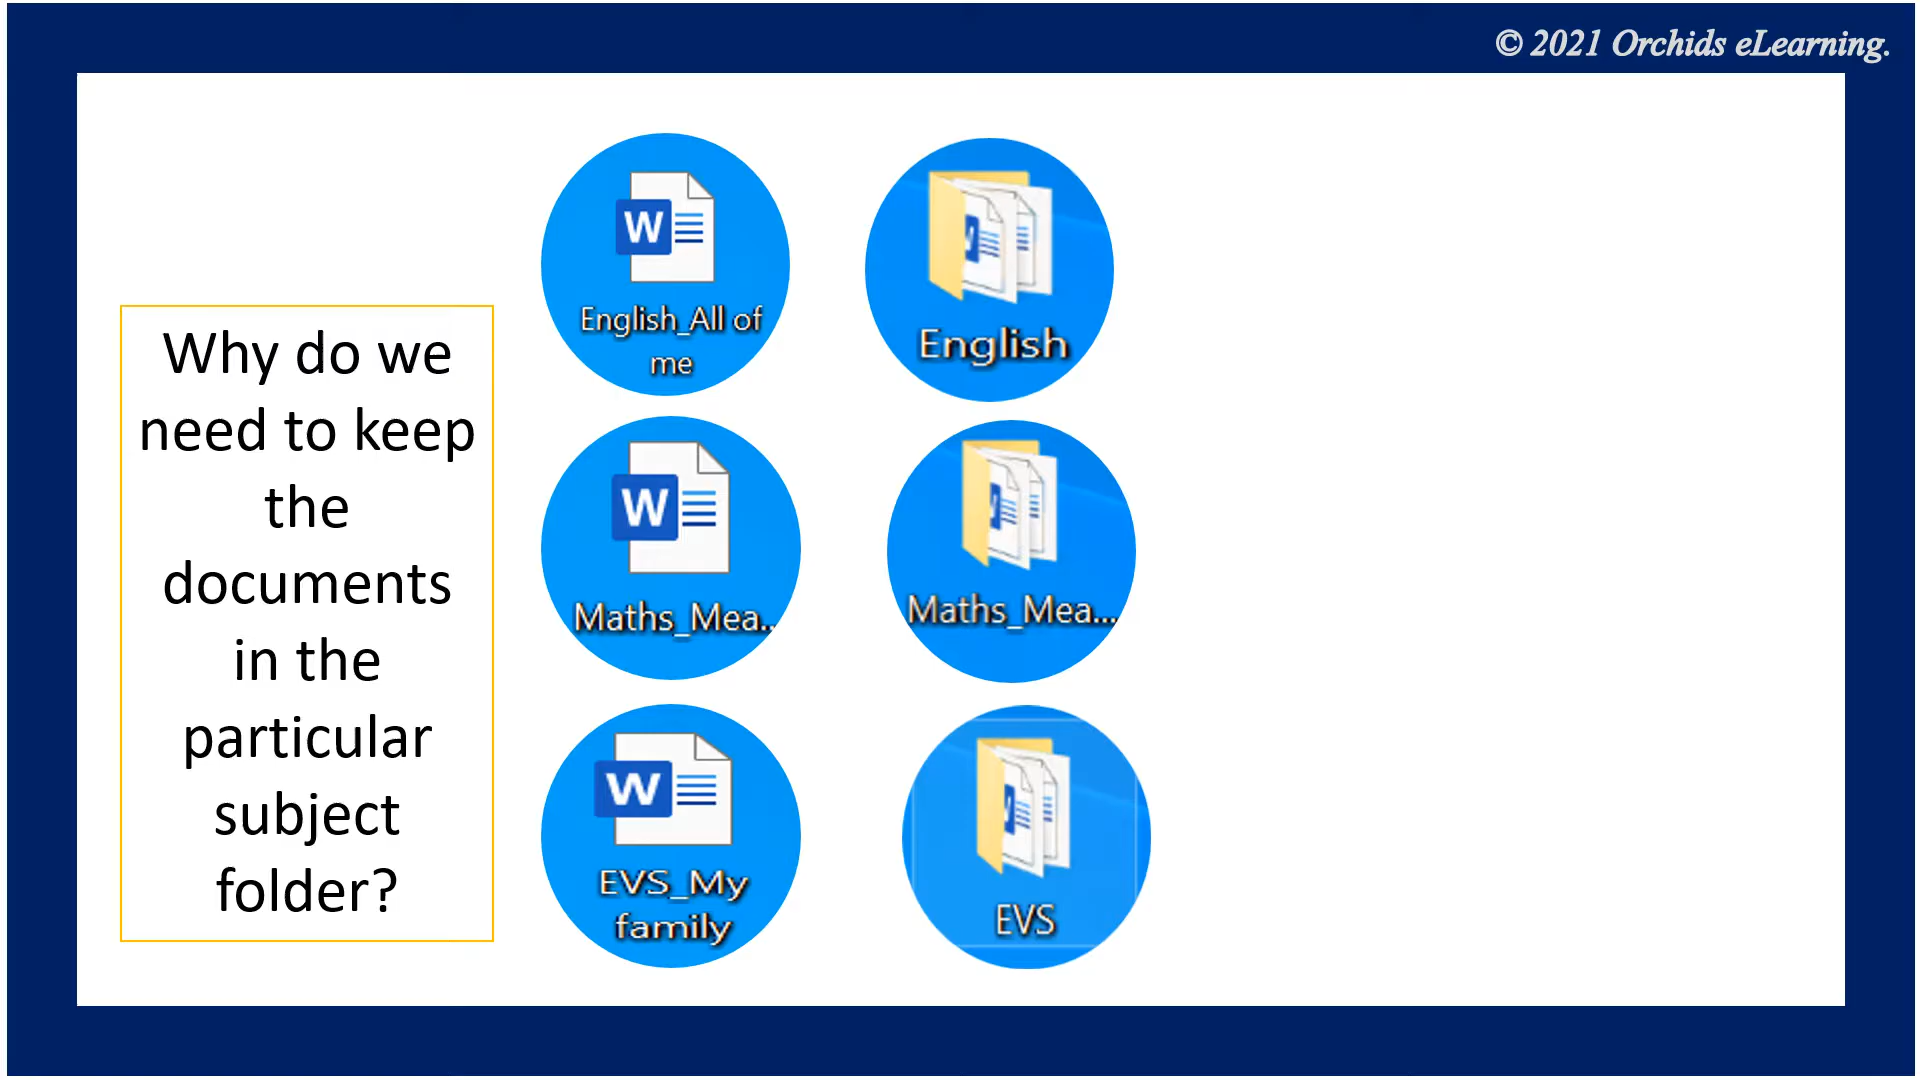 © 2021 Orchids eLearning.
Why do we
need to keep
the
documents
in the
particular
subject
folder?
W
English_All of
me
English
W
Maths_Mea..
Maths_Mea...
W
EVS_My
family
EVS